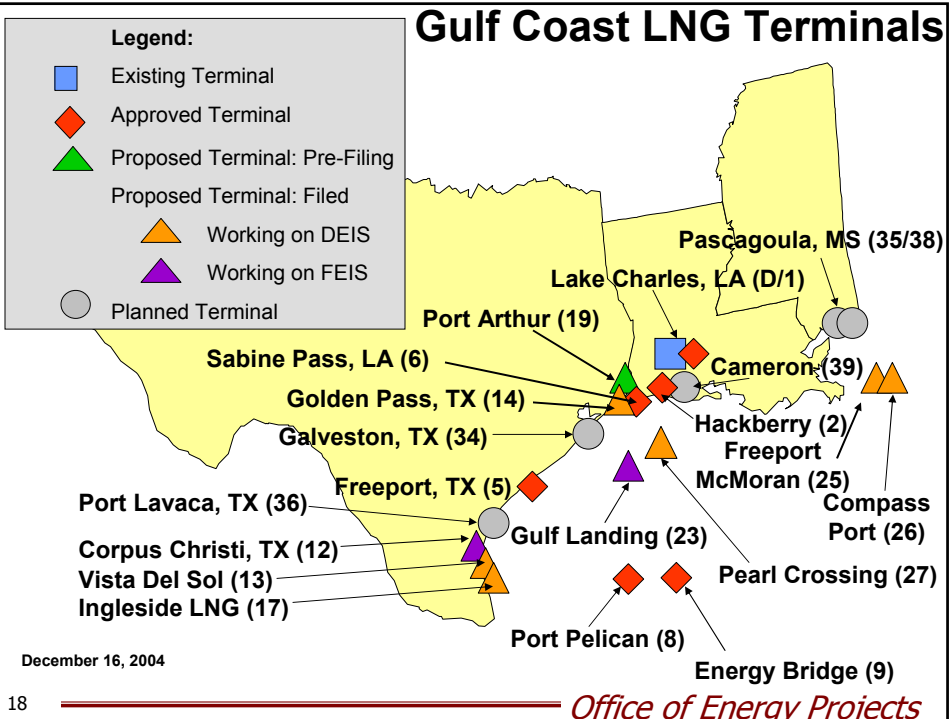 Gulf Coast LNG Terminals
Legend:
Existing Terminal
Approved Terminal
Proposed Terminal: Pre-Filing
Proposed Terminal: Filed
Working on DEIS
Working on FEIS
Planned Terminal
Pascagoula, MS (35/38)
Lake Charles, LA (D/1)
Port Arthur (19)
Sabine Pass, LA (6)
Cameron (39)
Golden Pass, TX (14)
Hackberry (2)
Galveston, TX (34)
Freeport
McMoran (25)
Freeport, TX (5)
Port Lavaca, TX (36)
Compass
Port (26)
Gulf Landing (23)
Corpus Christi, TX (12)
Vista Del Sol (13)
Pearl Crossing (27)
Ingleside LNG (17)
Port Pelican (8)
Energy Bridge (9)
December 16, 2004
18
Office of Energy Projects